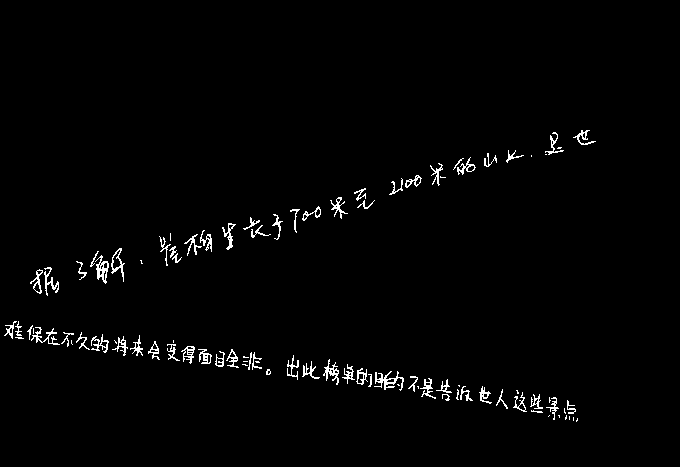 据了解，崖柏生长于700米至2100米的山区，是世
难保在不久的将来会变得面目全非。出此榜单的目的不是告诉世人这些景点